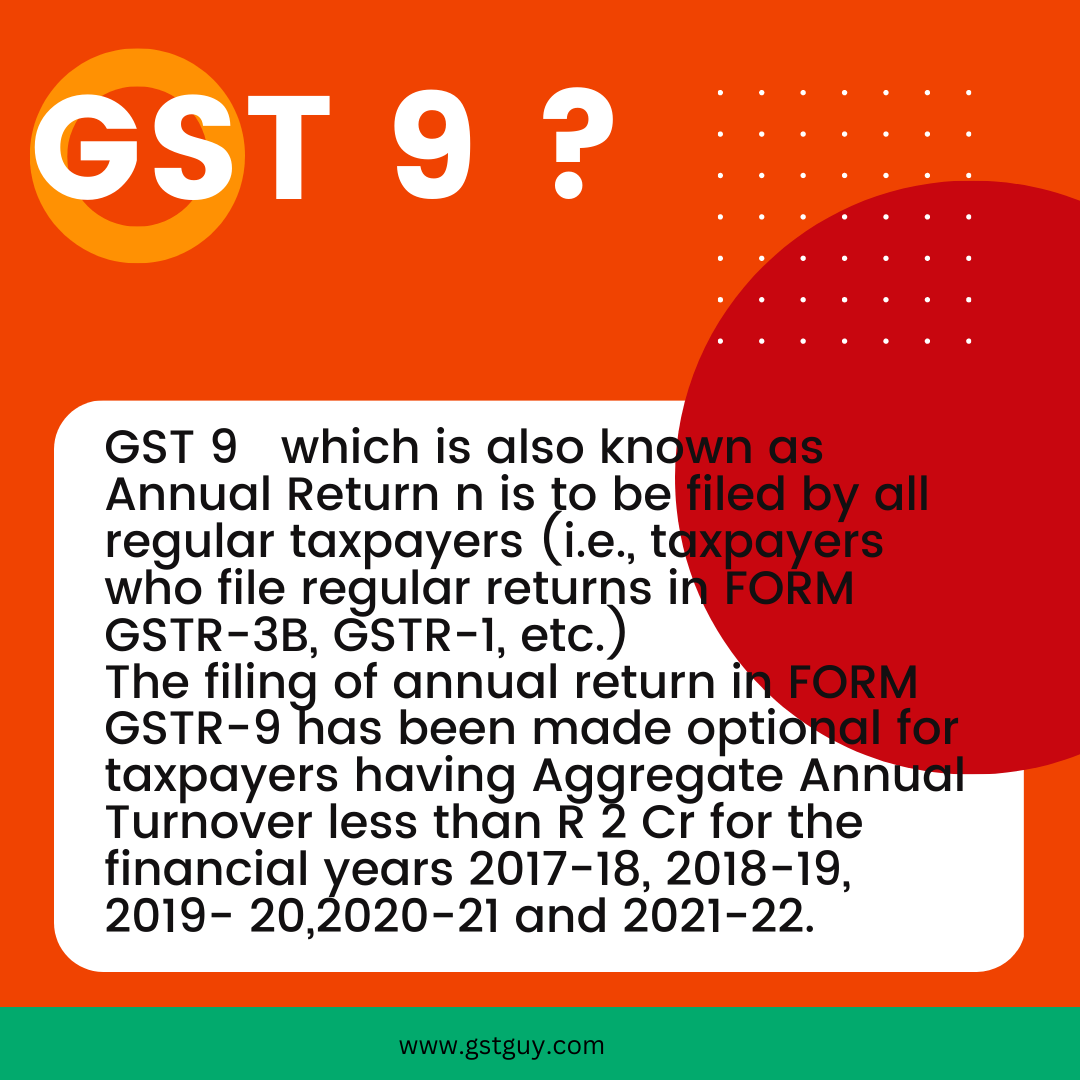 GST 9 ?
GST 9   which is also known as
Annual Return n is to be filed by all
regular taxpayers (i.e., taxpayers
who file regular returns in FORM
GSTR-3B, GSTR-1, etc.)
The filing of annual return in FORM
GSTR-9 has been made optional for
taxpayers having Aggregate Annual
Turnover less than R 2 Cr for the
financial years 2017-18, 2018-19,
2019- 20,2020-21 and 2021-22.
www.gstguy.com